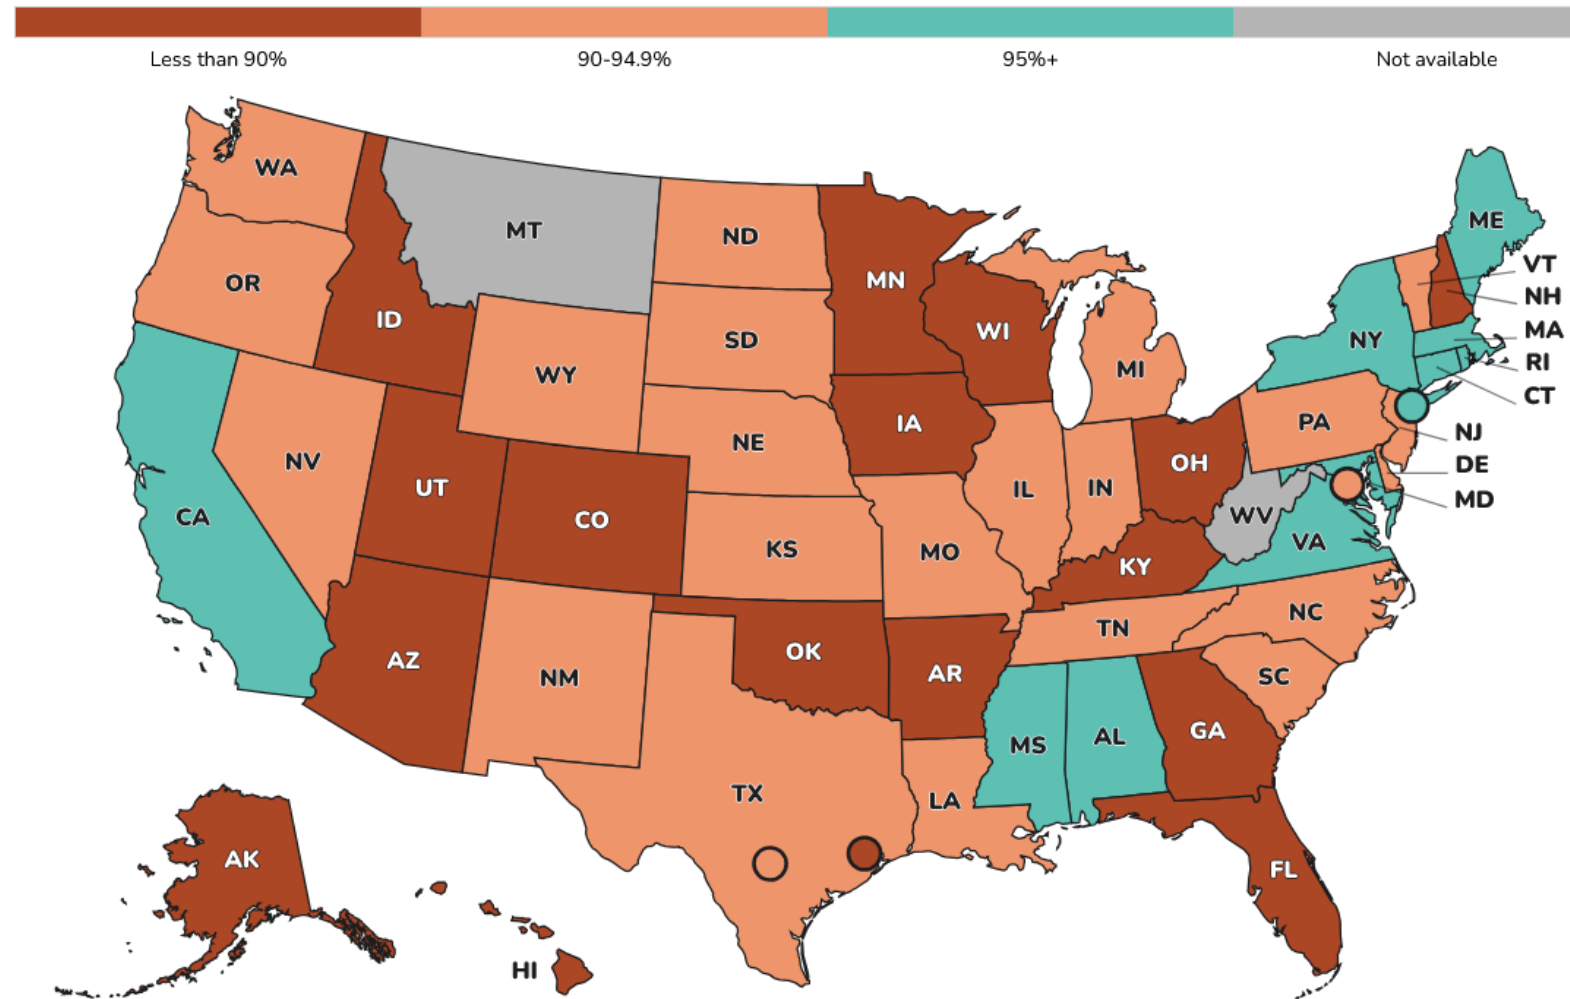 Less than 90%
90-94.9%
95%+
Not available
WA
MT
ND
MN
ME
VT
OR
NH
ID
SD
WI
NY
MA
MI
RI
WY
CT
IA
PA
NE
NJ
NV
OH
DE
UT
IL
IN
MD
CA
CO
WV
KS
MO
VA
KY
NC
TN
OK
AZ
AR
NM
SC
GA
MS
AL
TX
LA
AK
FL
HI